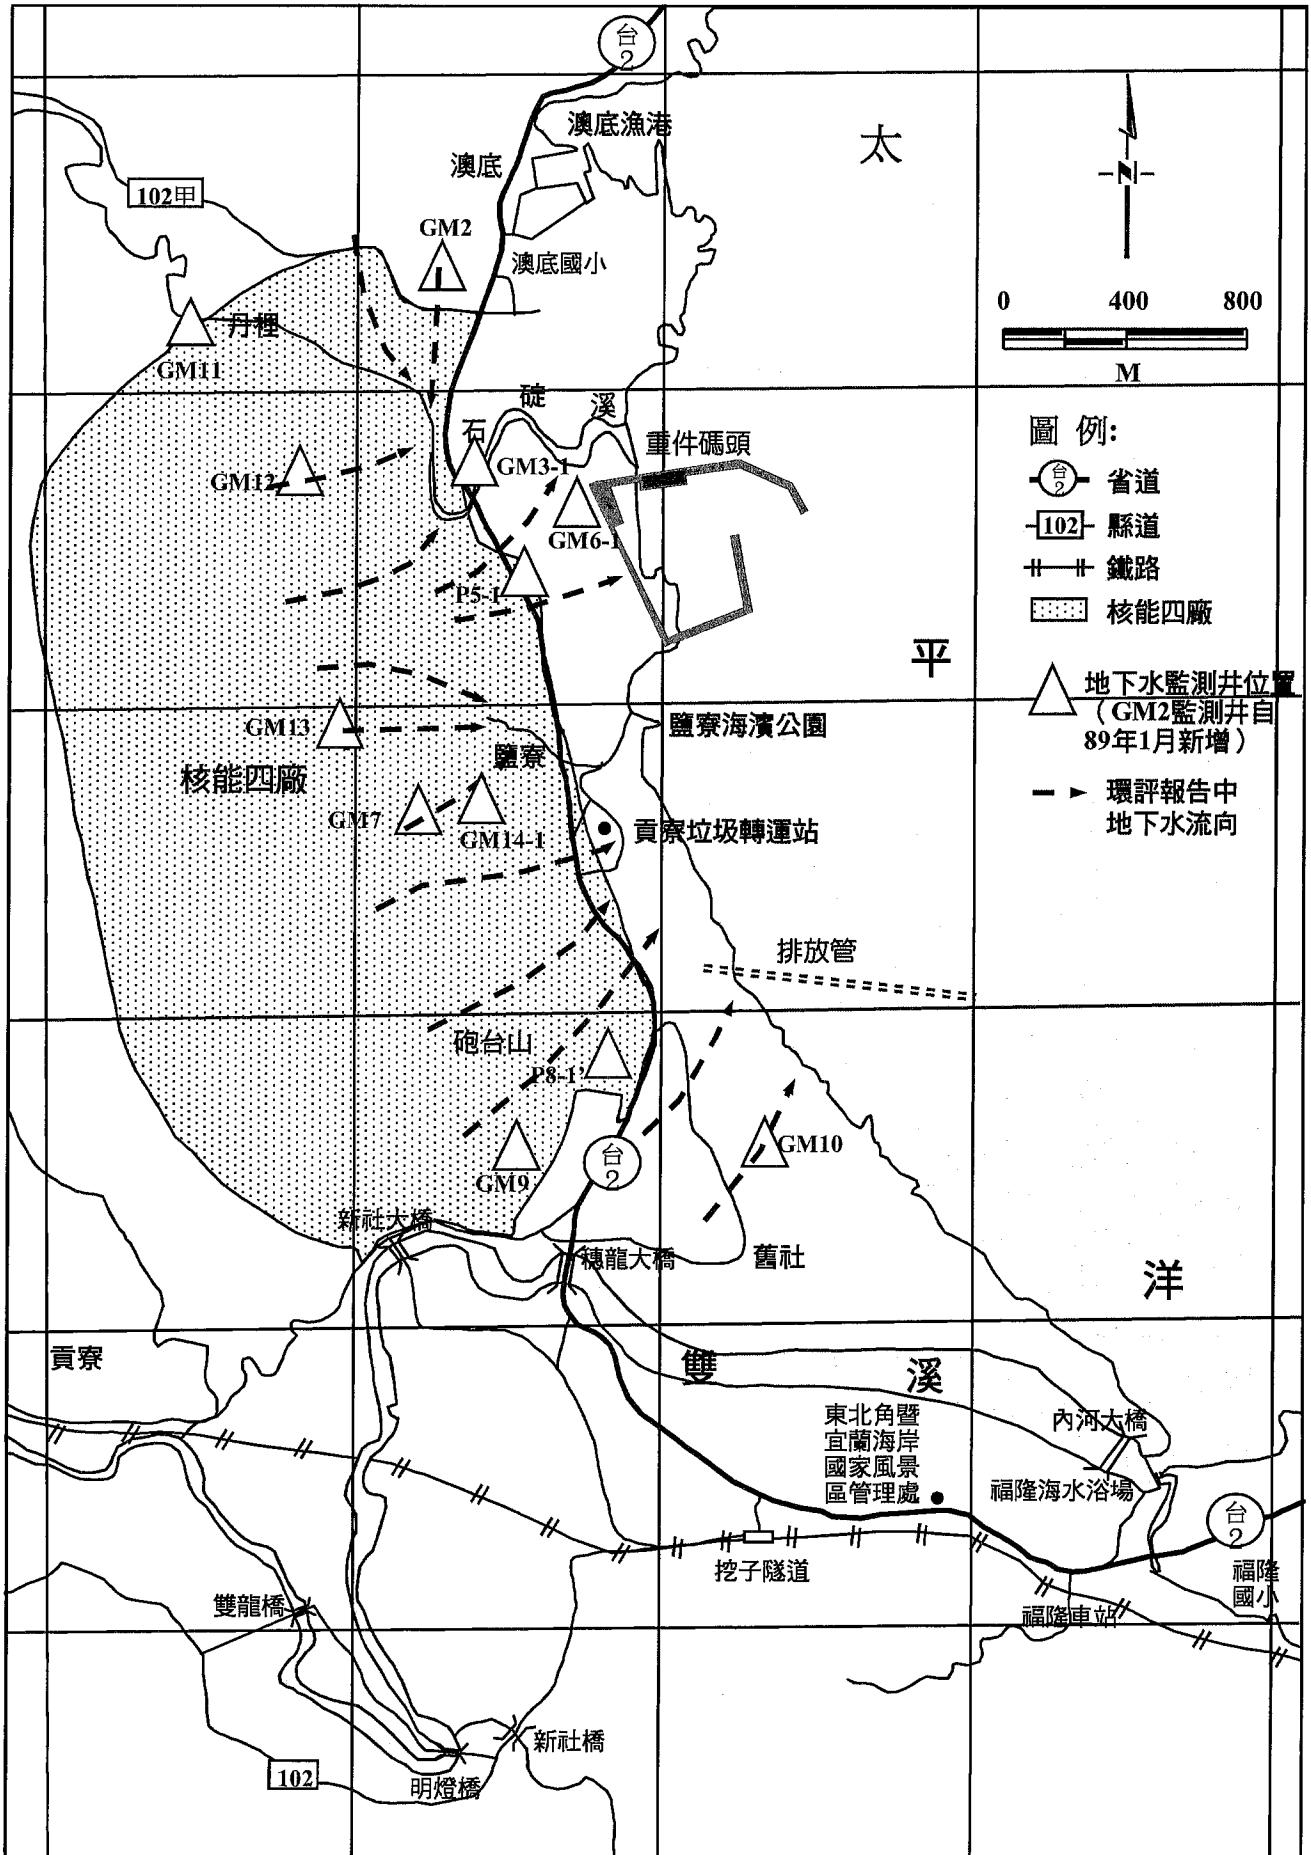 台
2
澳底漁港
太
澳底
102甲
GM2
N
澳底國小
0 400 800
M
丹裡
GM11
碇
溪
石
圖 例:
重件碼頭
GM3-1
GM12
台
2
省道
GM6-1
102
縣道
鐵路
P5-1
核能四廠
平
地下水監測井位置
(GM2監測井自
89年1月新增)
GM13
鹽寮海濱公園
鹽寮
核能四廠
環評報告中
地下水流向
GM7
GM14-1
貢寮垃圾轉運站
排放管
砲台山
P8-1'
GM10
台
2
GM9
新社大橋
穗龍大橋
舊社
洋
貢寮
雙
溪
東北角暨
宜蘭海岸
國家風景
區管理處
內河大橋
福隆海水浴場
台
2
挖子隧道
福隆
國小
雙龍橋
福隆車站
新社橋
102
明燈橋